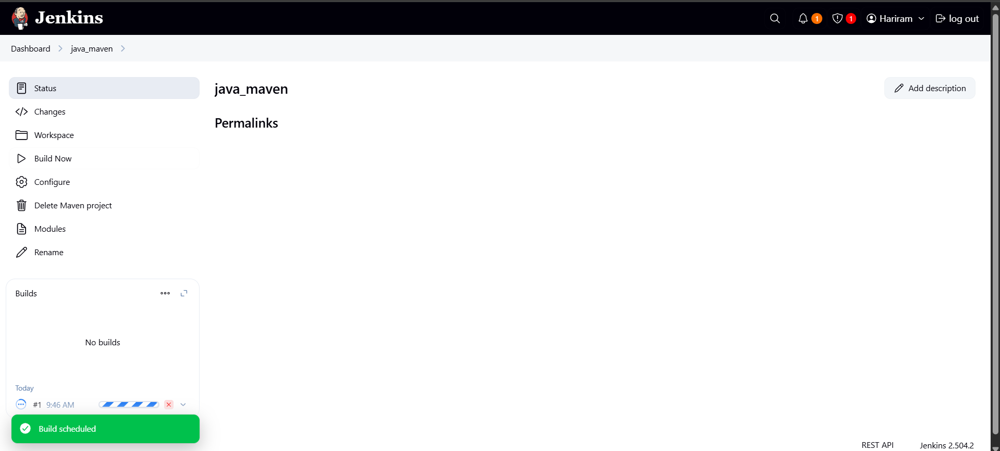 Jenkins
1
1
Hariram
log out
Dashboard
java_maven
Status
Changes
Workspace
Build Now
Configure
Delete Maven project
Modules
Rename
java_maven
Add description
Permalinks
Builds
No builds
Today
#1 9:46 AM
Build scheduled
REST API
Jenkins 2.504.2